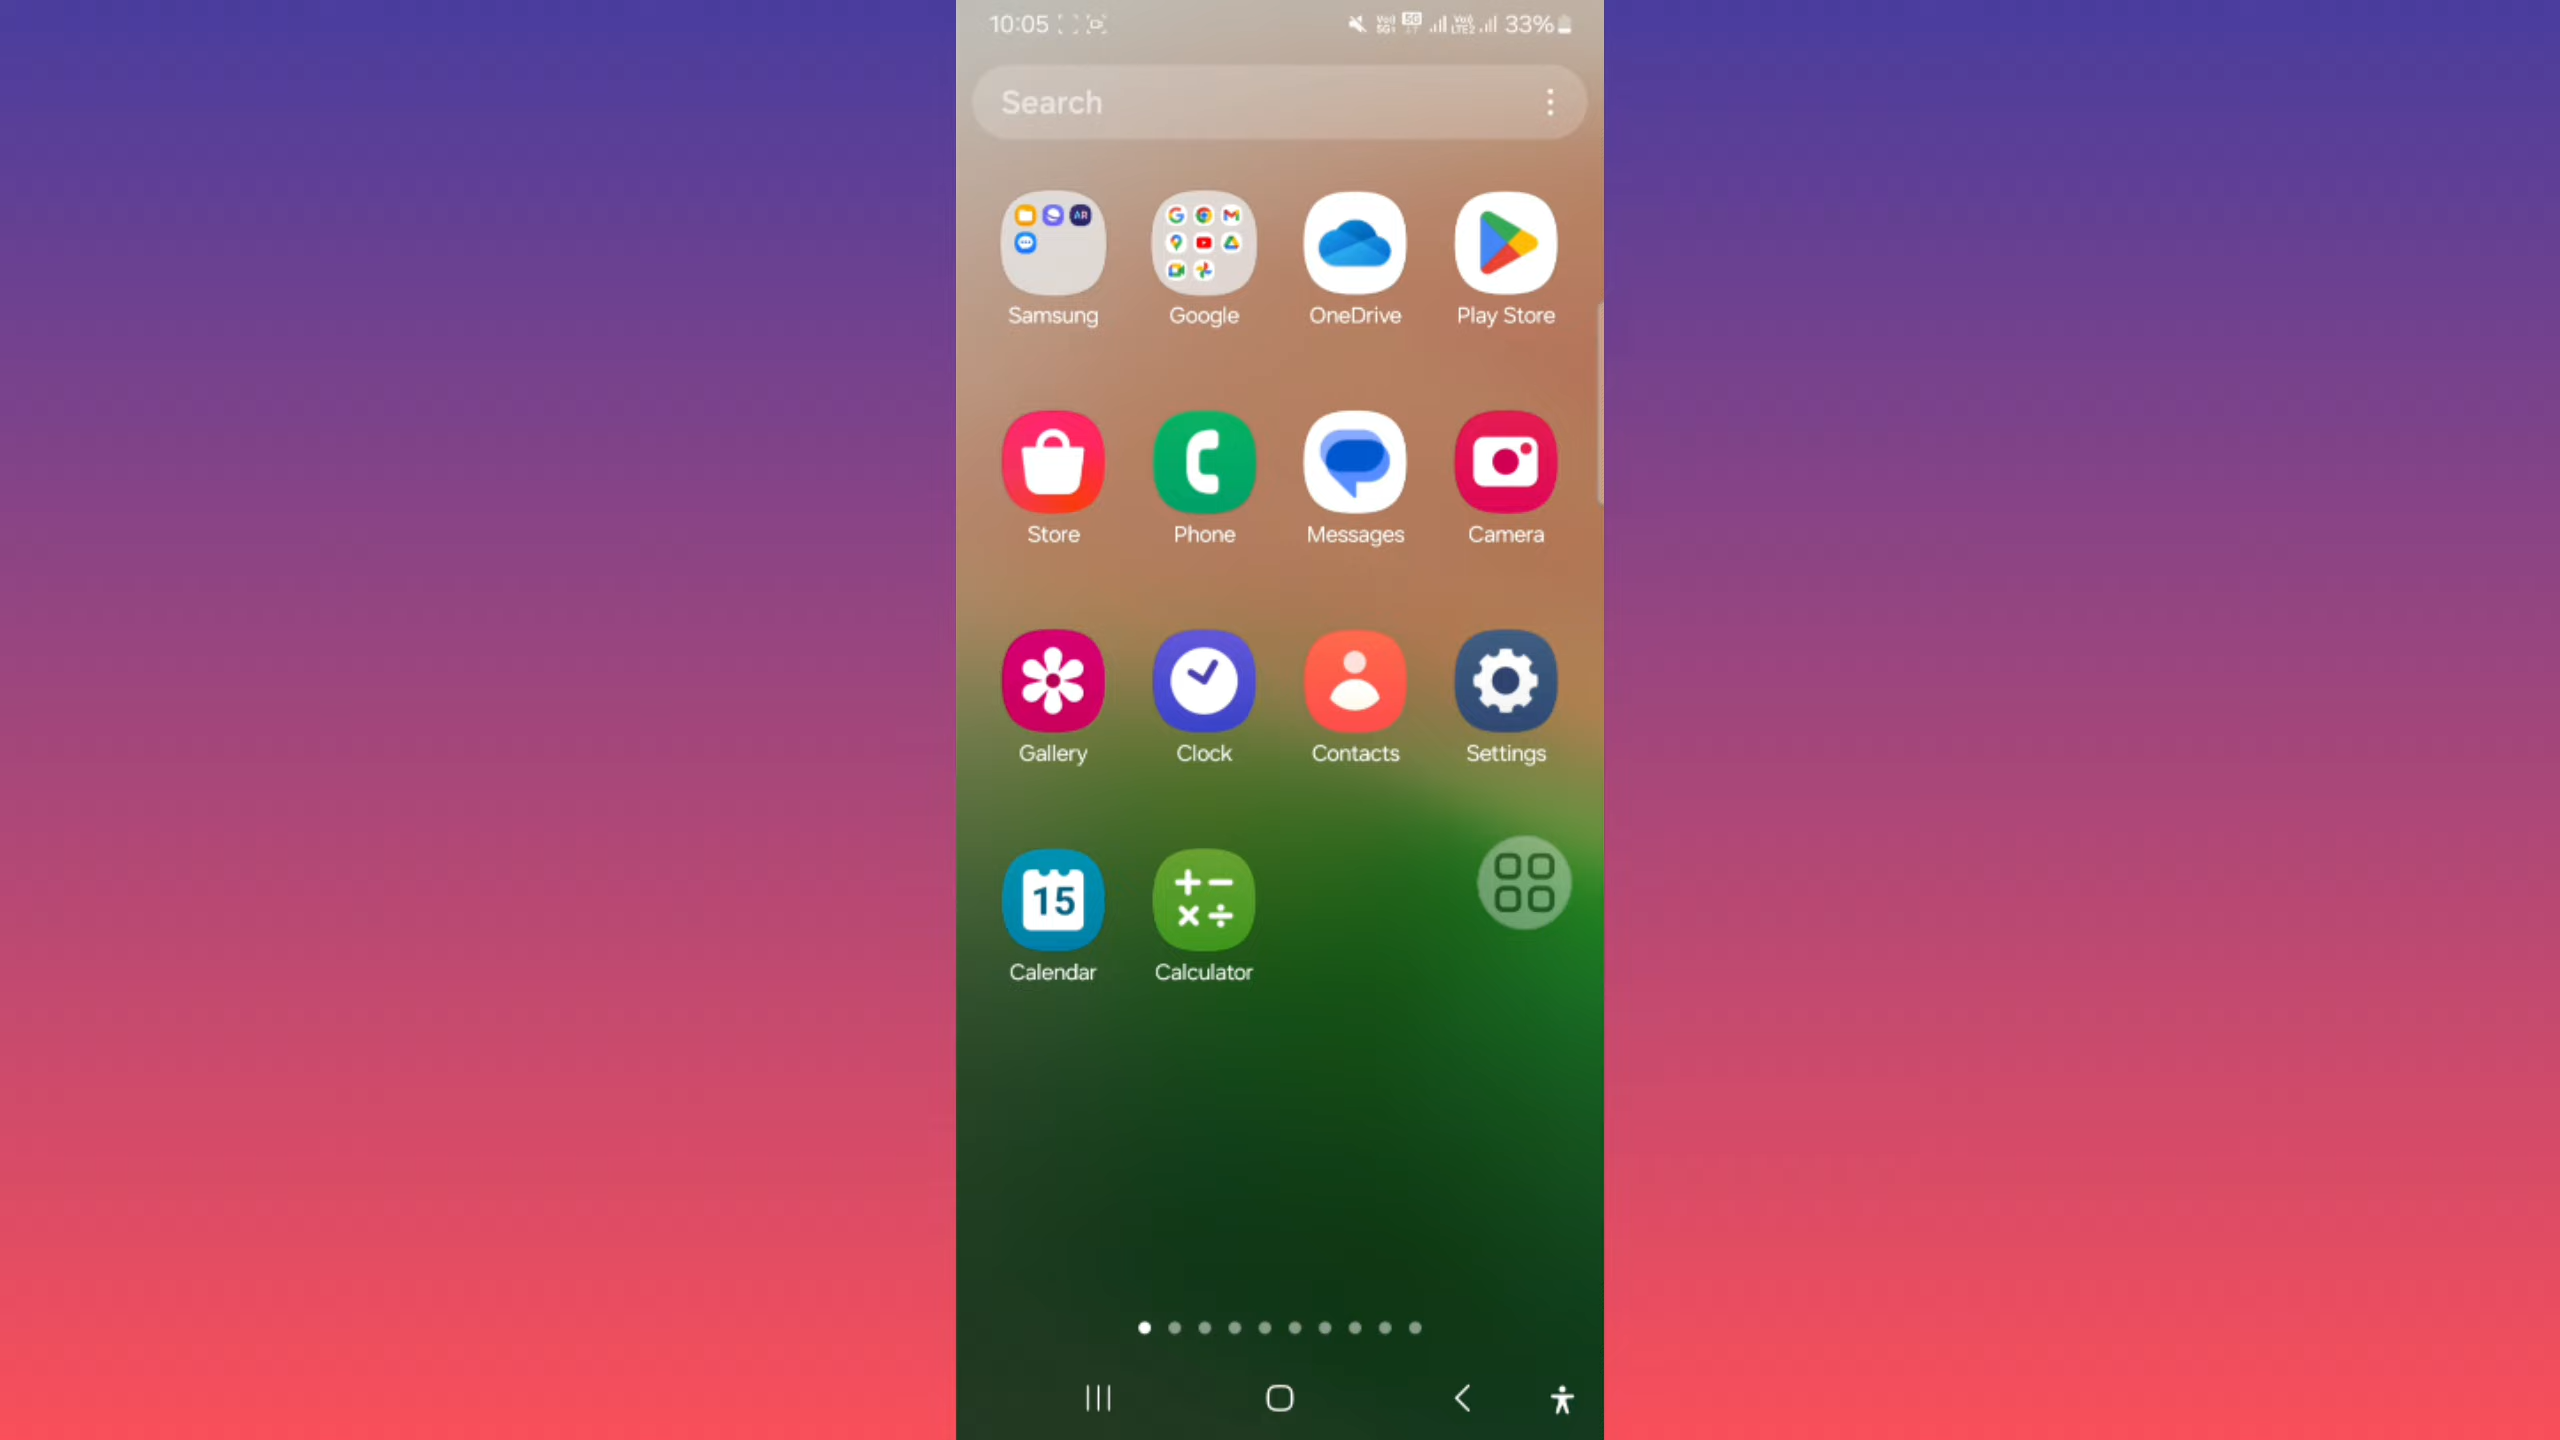 10:05 33%
Search
AR
Samsung Google OneDrive Play Store
Store Phone Messages Camera
Gallery Clock Contacts Settings
15
Calendar Calculator